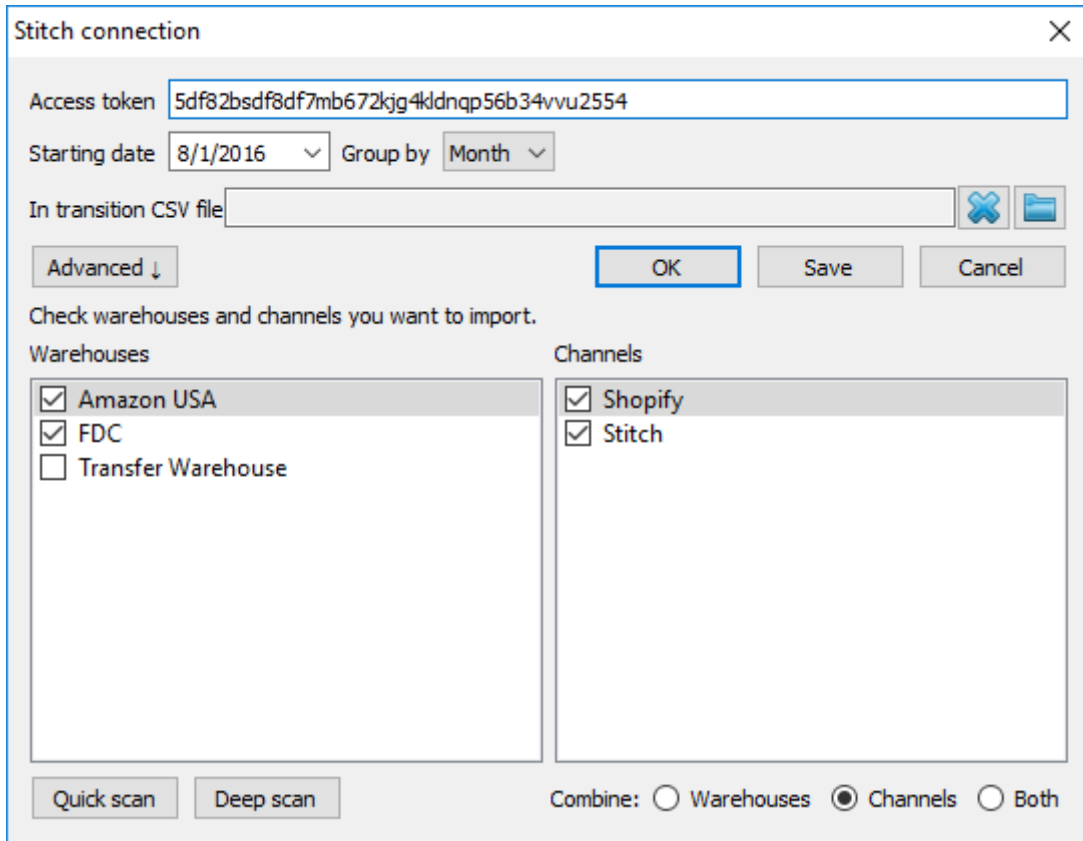 Stitch connection
Access token 5df82bsdf8df7mb672kjg4kldnqp56b34vvu2554
Starting date 8/1/2016 Group by Month
In transition CSV file
Advanced ↓ OK Save Cancel
Check warehouses and channels you want to import.
Warehouses Channels
Amazon USA Shopify
FDC Stitch
Transfer Warehouse
Quick scan Deep scan Combine: Warehouses Channels Both